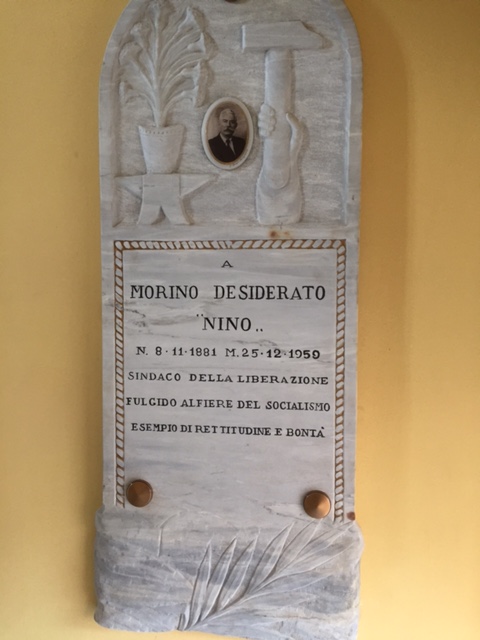 A
MORINO DESIDERATO
"NINO„
N. 8·11·1881 M. 25·12·1959
SINDACO DELLA LIBERAZIONE
FULGIDO ALFIERE DEL SOCIALISMO
ESEMPIO DI RETTITUDINE E BONTÀ